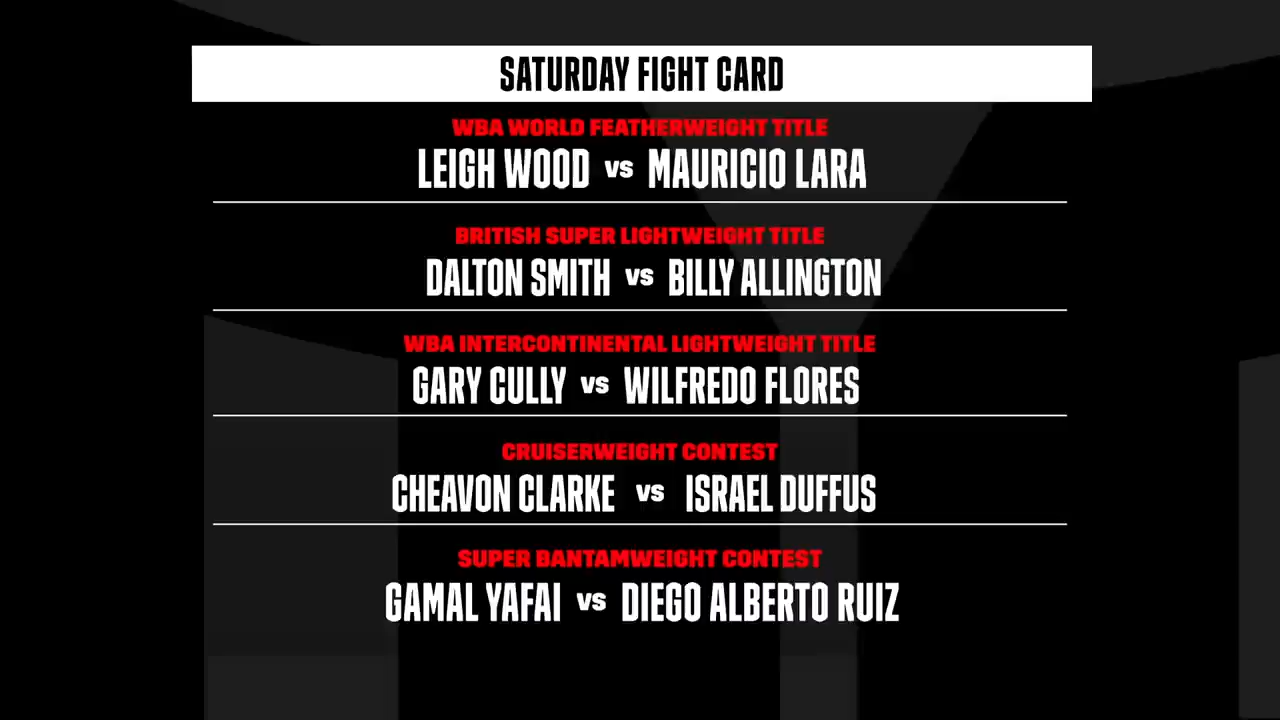 SATURDAY FIGHT CARD
WBA WORLD FEATHERWEIGHT TITLE
LEIGH WOOD vs MAURICIO LARA
BRITISH SUPER LIGHTWEIGHT TITLE
DALTON SMITH vs BILLY ALLINGTON
WBA INTERCONTINENTAL LIGHTWEIGHT TITLE
GARY CULLY vs WILFREDO FLORES
CRUISERWEIGHT CONTEST
CHEAVON CLARKE vs ISRAEL DUFFUS
SUPER BANTAMWEIGHT CONTEST
GAMAL YAFAI vs DIEGO ALBERTO RUIZ